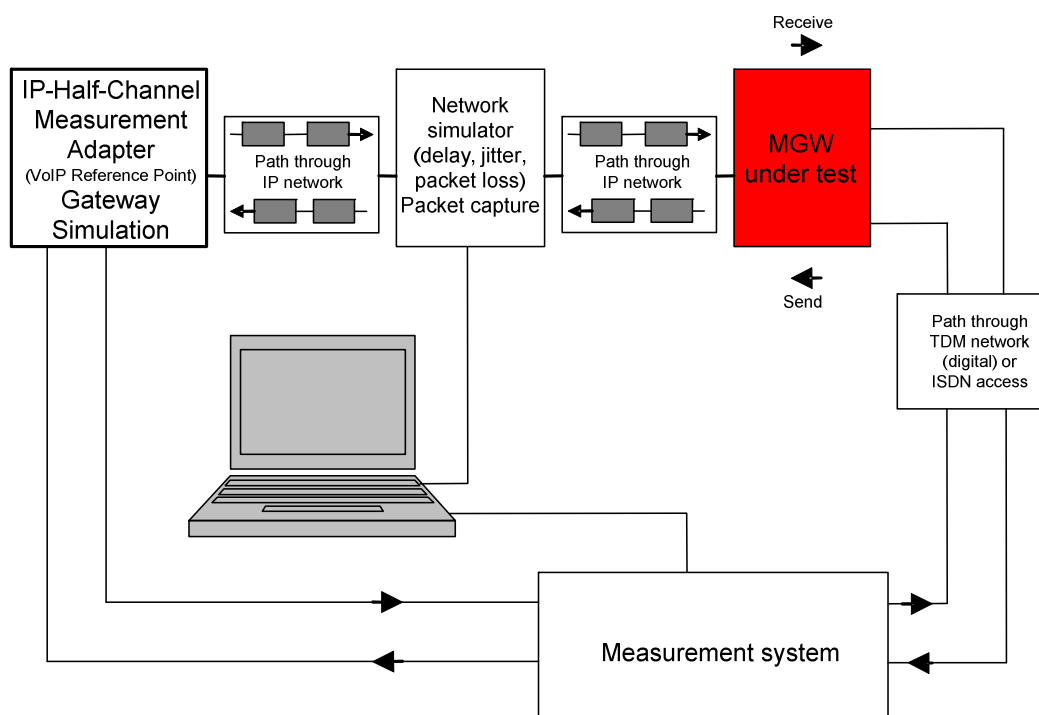 Receive
IP-Half-Channel
Measurement
Adapter
(VoIP Reference Point)
Gateway
Simulation
Path through
IP network
Network
simulator
(delay, jitter,
packet loss)
Packet capture
Path through
IP network
MGW
under test
Send
Path through
TDM network
(digital) or
ISDN access
Measurement system